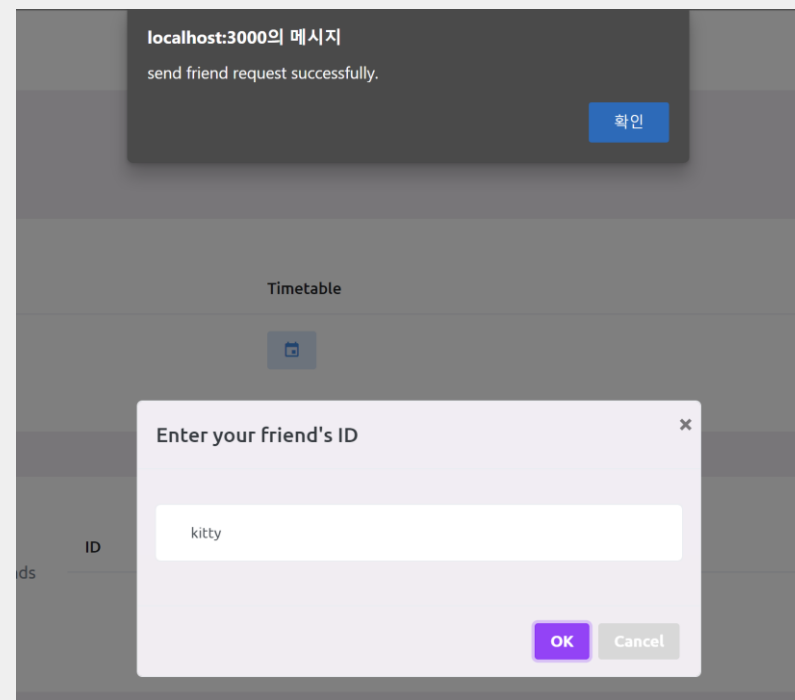 localhost:3000의 메시지
send friend request successfully.
확인
Timetable
Enter your friend's ID
kitty
ID
OK
Cancel